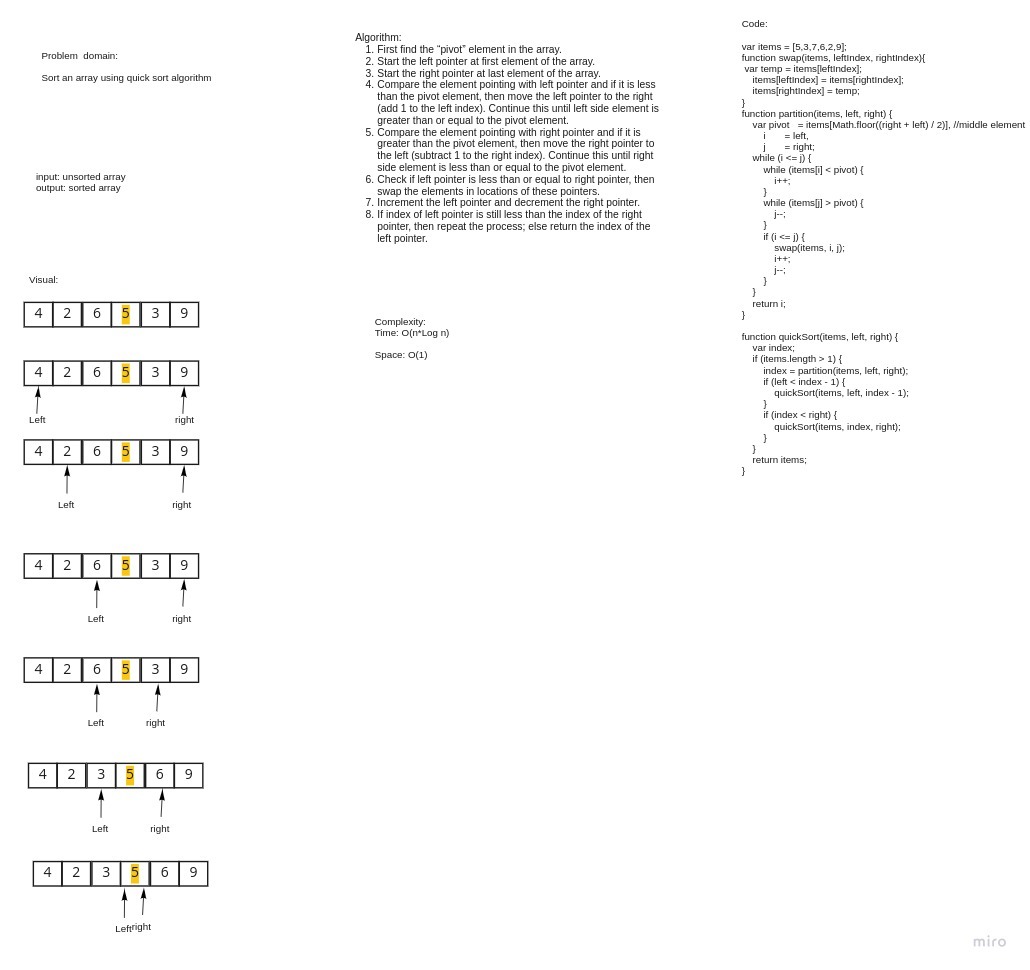 Problem  domain:
Sort an array using quick sort algorithm
input: unsorted array
output: sorted array
Visual:
4 2 6 5 3 9
4 2 6 5 3 9
Left right
4 2 6 5 3 9
Left right
4 2 6 5 3 9
Left right
4 2 6 5 3 9
Left right
4 2 3 5 6 9
Left right
4 2 3 5 6 9
Left right
Algorithm:
1. First find the “pivot” element in the array.
2. Start the left pointer at first element of the array.
3. Start the right pointer at last element of the array.
4. Compare the element pointing with left pointer and if it is less
than the pivot element, then move the left pointer to the right
(add 1 to the left index). Continue this until left side element is
greater than or equal to the pivot element.
5. Compare the element pointing with right pointer and if it is
greater than the pivot element, then move the right pointer to
the left (subtract 1 to the right index). Continue this until right
side element is less than or equal to the pivot element.
6. Check if left pointer is less than or equal to right pointer, then
swap the elements in locations of these pointers.
7. Increment the left pointer and decrement the right pointer.
8. If index of left pointer is still less than the index of the right
pointer, then repeat the process; else return the index of the
left pointer.
Complexity:
Time: O(n*Log n)
Space: O(1)
Code:
var items = [5,3,7,6,2,9];
function swap(items, leftIndex, rightIndex){
 var temp = items[leftIndex];
    items[leftIndex] = items[rightIndex];
    items[rightIndex] = temp;
}
function partition(items, left, right) {
    var pivot   = items[Math.floor((right + left) / 2)], //middle element
        i       = left,
        j       = right;
    while (i <= j) {
        while (items[i] < pivot) {
            i++;
        }
        while (items[j] > pivot) {
            j--;
        }
        if (i <= j) {
            swap(items, i, j);
            i++;
            j--;
        }
    }
    return i;
}
function quickSort(items, left, right) {
    var index;
    if (items.length > 1) {
        index = partition(items, left, right);
        if (left < index - 1) {
            quickSort(items, left, index - 1);
        }
        if (index < right) {
            quickSort(items, index, right);
        }
    }
    return items;
}
miro